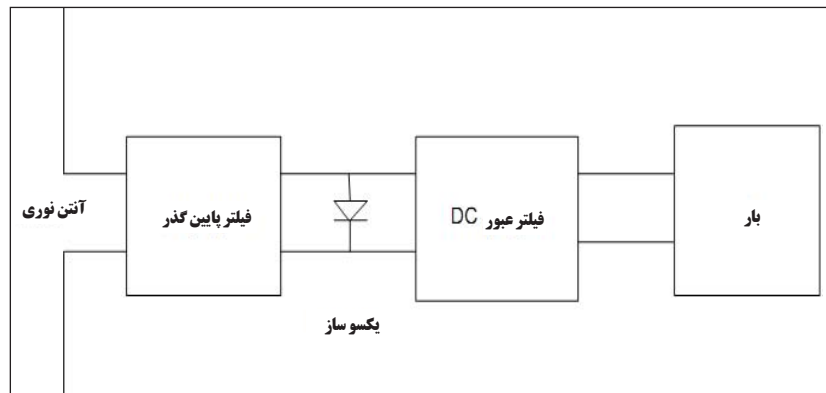 آنتن نوری
فیلتر پایین گذر
یکسو ساز
فیلتر عبور DC
بار